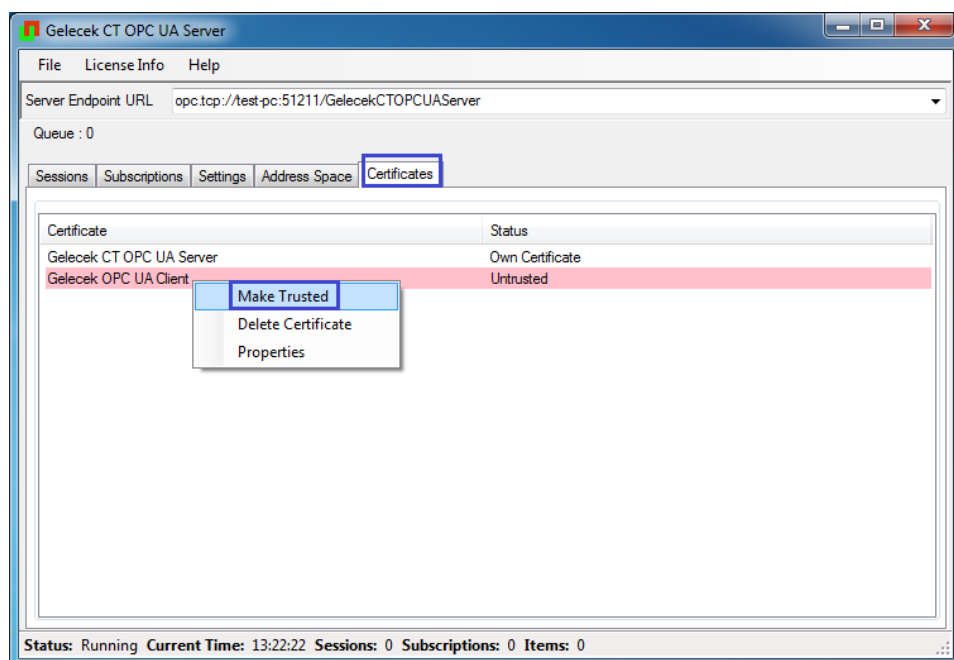 Gelecek CT OPC UA Server
File License Info Help
Server Endpoint URL opc.tcp://test-pc:51211/GelecekCTOPCUAServer
Queue : 0
Sessions Subscriptions Settings Address Space Certificates
Certificate Status
Gelecek CT OPC UA Server Own Certificate
Gelecek OPC UA Client Untrusted
Make Trusted
Delete Certificate
Properties
Status: Running Current Time: 13:22:22 Sessions: 0 Subscriptions: 0 Items: 0